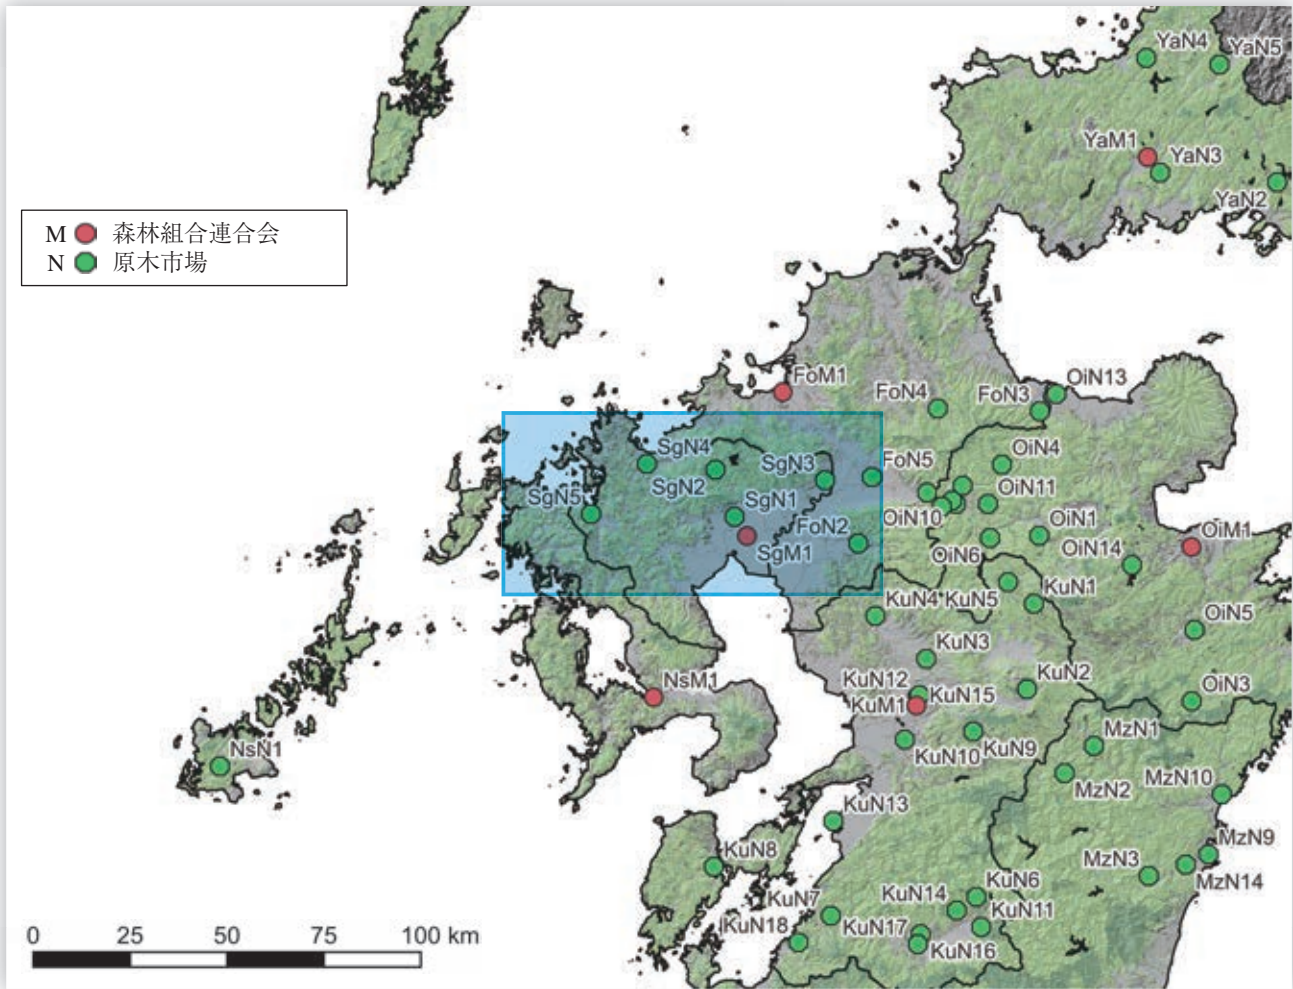 YaN4
YaN5
YaM1
YaN3
YaN2
M 森林組合連合会
N 原木市場
FoM1
FoN4
FoN3
OiN13
SgN4
SgN3
FoN5
OiN4
SgN2
OiN11
SgN5
SgN1
FoN2
OiN10
OiN1
SgM1
OiN6
OiN14
OiM1
KuN4
KuN5
KuN1
OiN5
KuN3
NsM1
KuN12
KuN15
KuN2
OiN3
KuM1
NsN1
KuN10
KuN9
MzN1
MzN2
MzN10
KuN13
KuN8
MzN9
MzN3
MzN14
KuN7
KuN14
KuN6
KuN18
KuN17
KuN11
KuN16
0 25 50 75 100 km